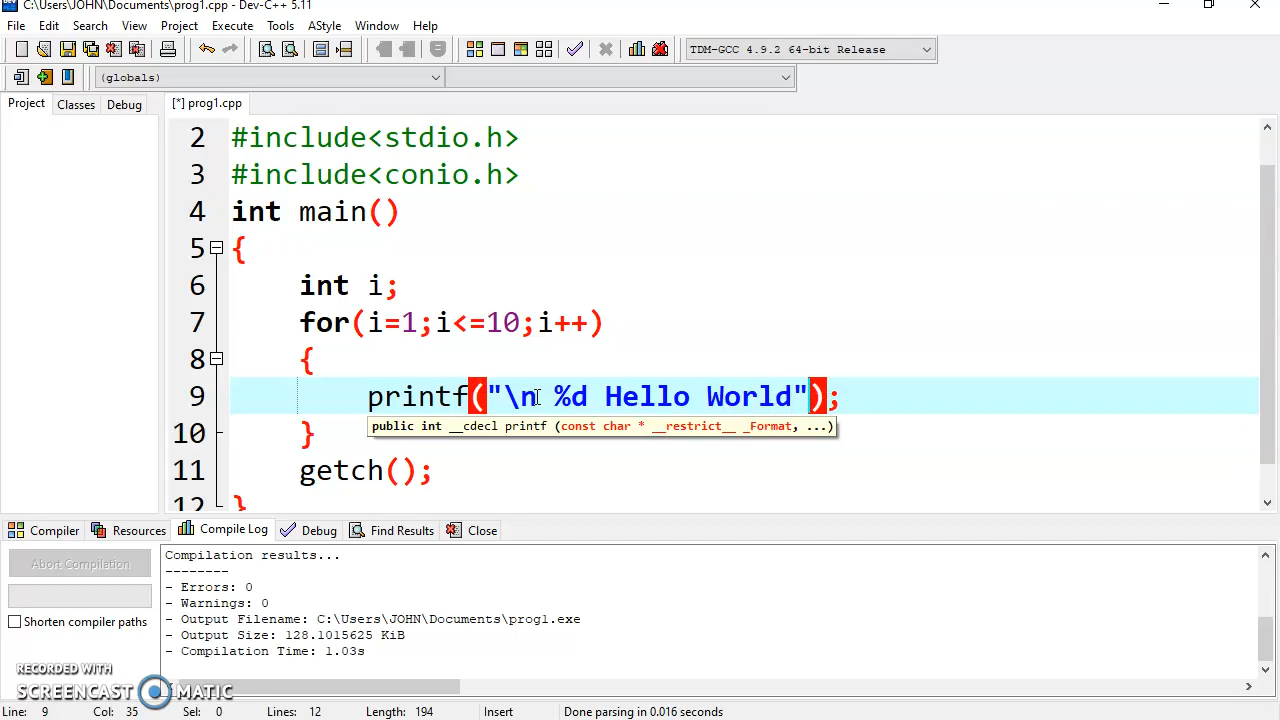 C:\Users\JOHN\Documents\prog1.cpp - Dev-C++ 5.11
File Edit Search View Project Execute Tools AStyle Window Help
TDM-GCC 4.9.2 64-bit Release
(globals)
Project Classes Debug [*] prog1.cpp
2 #include<stdio.h>
3 #include<conio.h>
4 int main()
5 {
6 int i;
7 for(i=1;i<=10;i++)
8 {
9 printf("\n %d Hello World");
public int __cdecl printf (const char * __restrict__ _Format, ...)
10 }
11 getch();
12 }
Compiler Resources Compile Log Debug Find Results Close
Abort Compilation
Shorten compiler paths
Compilation results...
--------
- Errors: 0
- Warnings: 0
- Output Filename: C:\Users\JOHN\Documents\prog1.exe
- Output Size: 128.1015625 KiB
- Compilation Time: 1.03s
RECORDED WITH
SCREENCAST MATIC
Line: 9 Col: 35 Sel: 0 Lines: 12 Length: 194 Insert Done parsing in 0.016 seconds